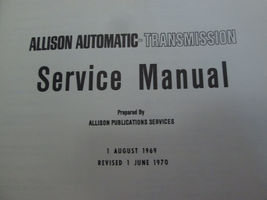 ALLISON AUTOMATIC TRANSMISSION
Service Manual
Prepared By
ALLISON PUBLICATIONS SERVICES
1 AUGUST 1969
REVISED 1 JUNE 1970